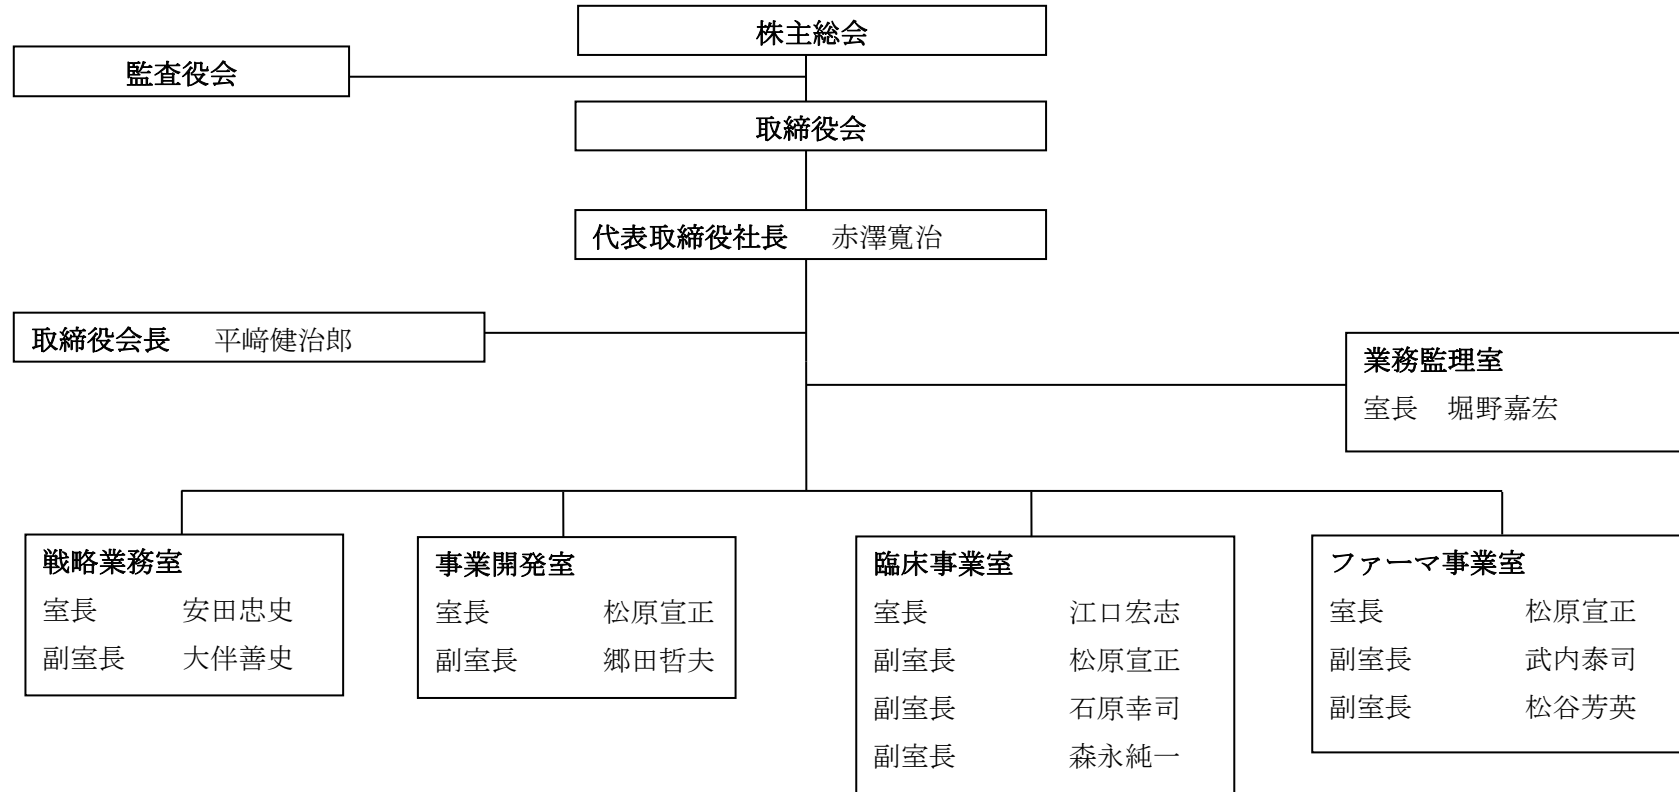 株主総会
監査役会
取締役会
代表取締役社長 赤澤寛治
取締役会長 平﨑健治郎
業務監理室
室長 堀野嘉宏
戦略業務室
室長 安田忠史
副室長 大伴善史
事業開発室
室長 松原宣正
副室長 郷田哲夫
臨床事業室
室長 江口宏志
副室長 松原宣正
副室長 石原幸司
副室長 森永純一
ファーマ事業室
室長 松原宣正
副室長 武内泰司
副室長 松谷芳英